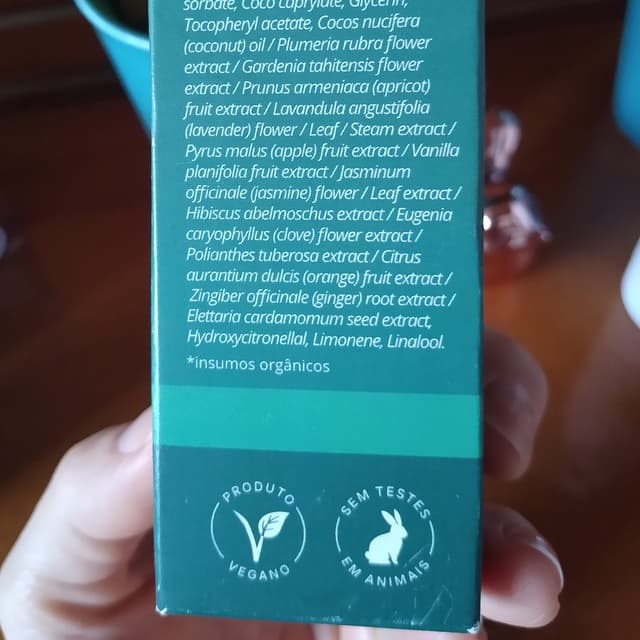 sorbate, Coco caprylate, Glycerin,
Tocopheryl acetate, Cocos nucifera
(coconut) oil / Plumeria rubra flower
extract / Gardenia tahitensis flower
extract / Prunus armeniaca (apricot)
fruit extract / Lavandula angustifolia
(lavender) flower / Leaf / Steam extract /
Pyrus malus (apple) fruit extract / Vanilla
planifolia fruit extract / Jasminum
officinale (jasmine) flower / Leaf extract /
Hibiscus abelmoschus extract / Eugenia
caryophyllus (clove) flower extract /
Polianthes tuberosa extract / Citrus
aurantium dulcis (orange) fruit extract /
Zingiber officinale (ginger) root extract /
Elettaria cardamomum seed extract,
Hydroxycitronellal, Limonene, Linalool.
*insumos orgânicos
PRODUTO
VEGANO
SEM TESTES
EM ANIMAIS